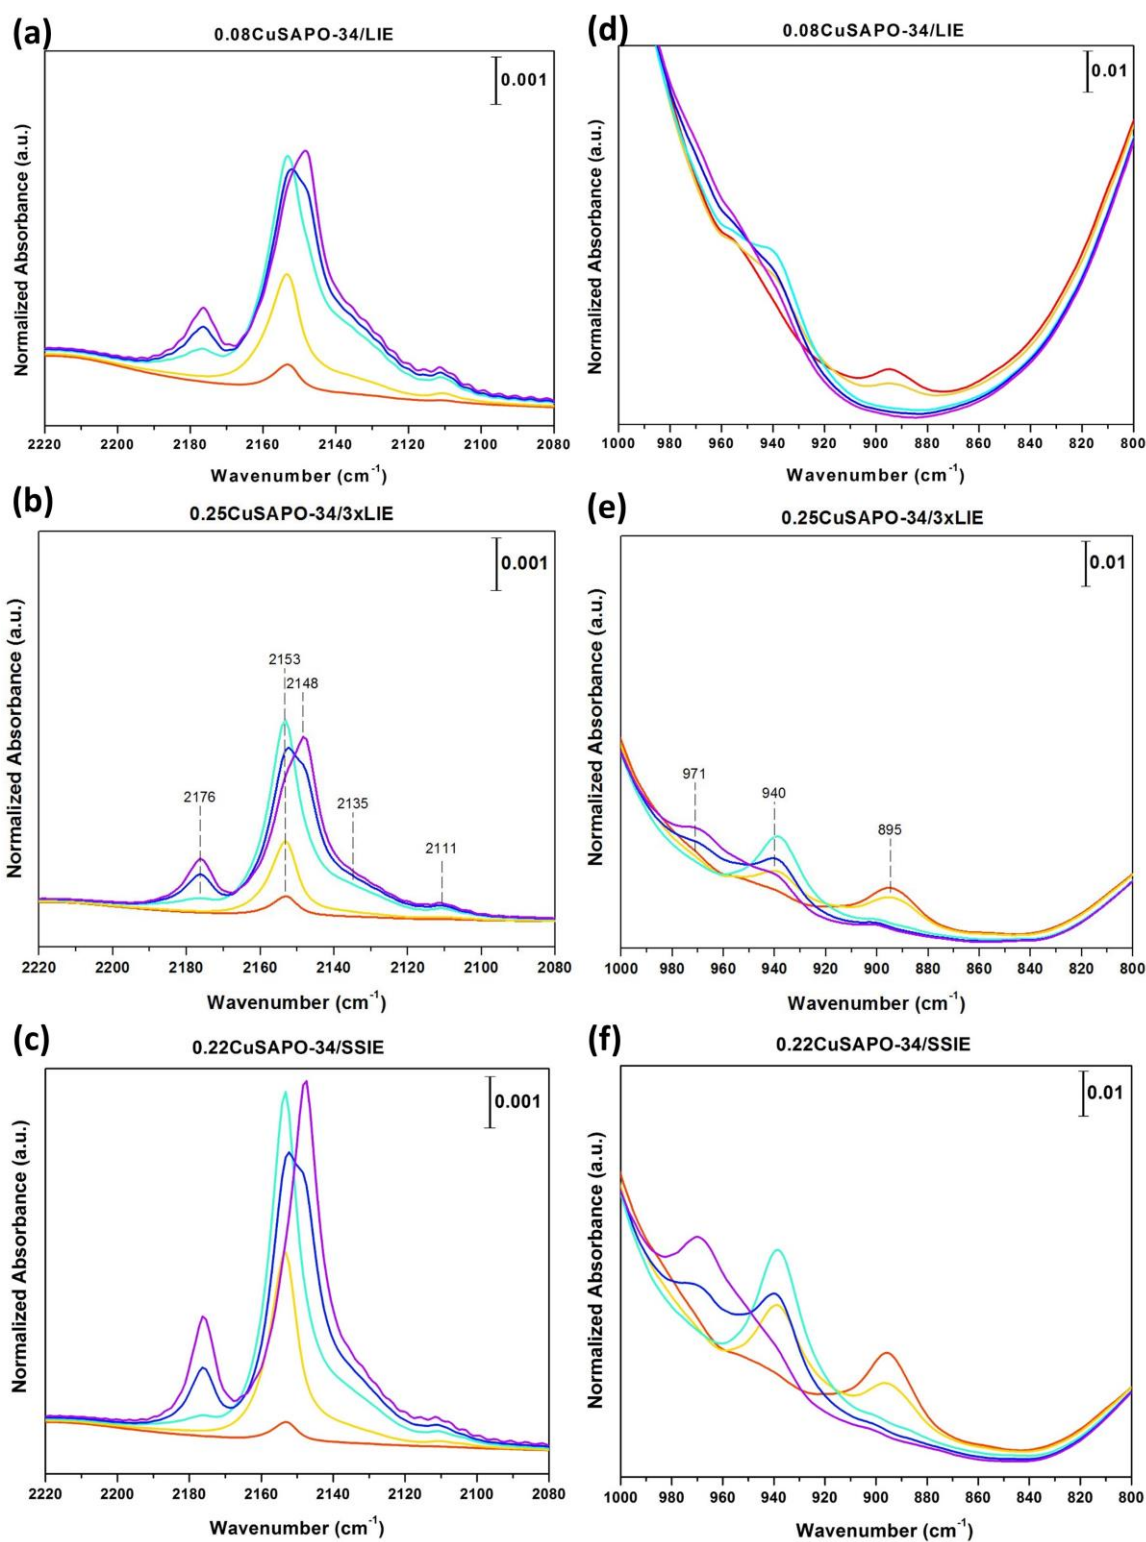 (a)
0.08CuSAPO-34/LIE
0.001
Normalized Absorbance (a.u.)
2220 2200 2180 2160 2140 2120 2100 2080
Wavenumber (cm⁻¹)
(d)
0.08CuSAPO-34/LIE
0.01
Normalized Absorbance (a.u.)
1000 980 960 940 920 900 880 860 840 820 800
Wavenumber (cm⁻¹)
(b)
0.25CuSAPO-34/3xLIE
0.001
2153
2148
2176
2135
2111
Normalized Absorbance (a.u.)
2220 2200 2180 2160 2140 2120 2100 2080
Wavenumber (cm⁻¹)
(e)
0.25CuSAPO-34/3xLIE
0.01
971
940
895
Normalized Absorbance (a.u.)
1000 980 960 940 920 900 880 860 840 820 800
Wavenumber (cm⁻¹)
(c)
0.22CuSAPO-34/SSIE
0.001
Normalized Absorbance (a.u.)
2220 2200 2180 2160 2140 2120 2100 2080
Wavenumber (cm⁻¹)
(f)
0.22CuSAPO-34/SSIE
0.01
Normalized Absorbance (a.u.)
1000 980 960 940 920 900 880 860 840 820 800
Wavenumber (cm⁻¹)